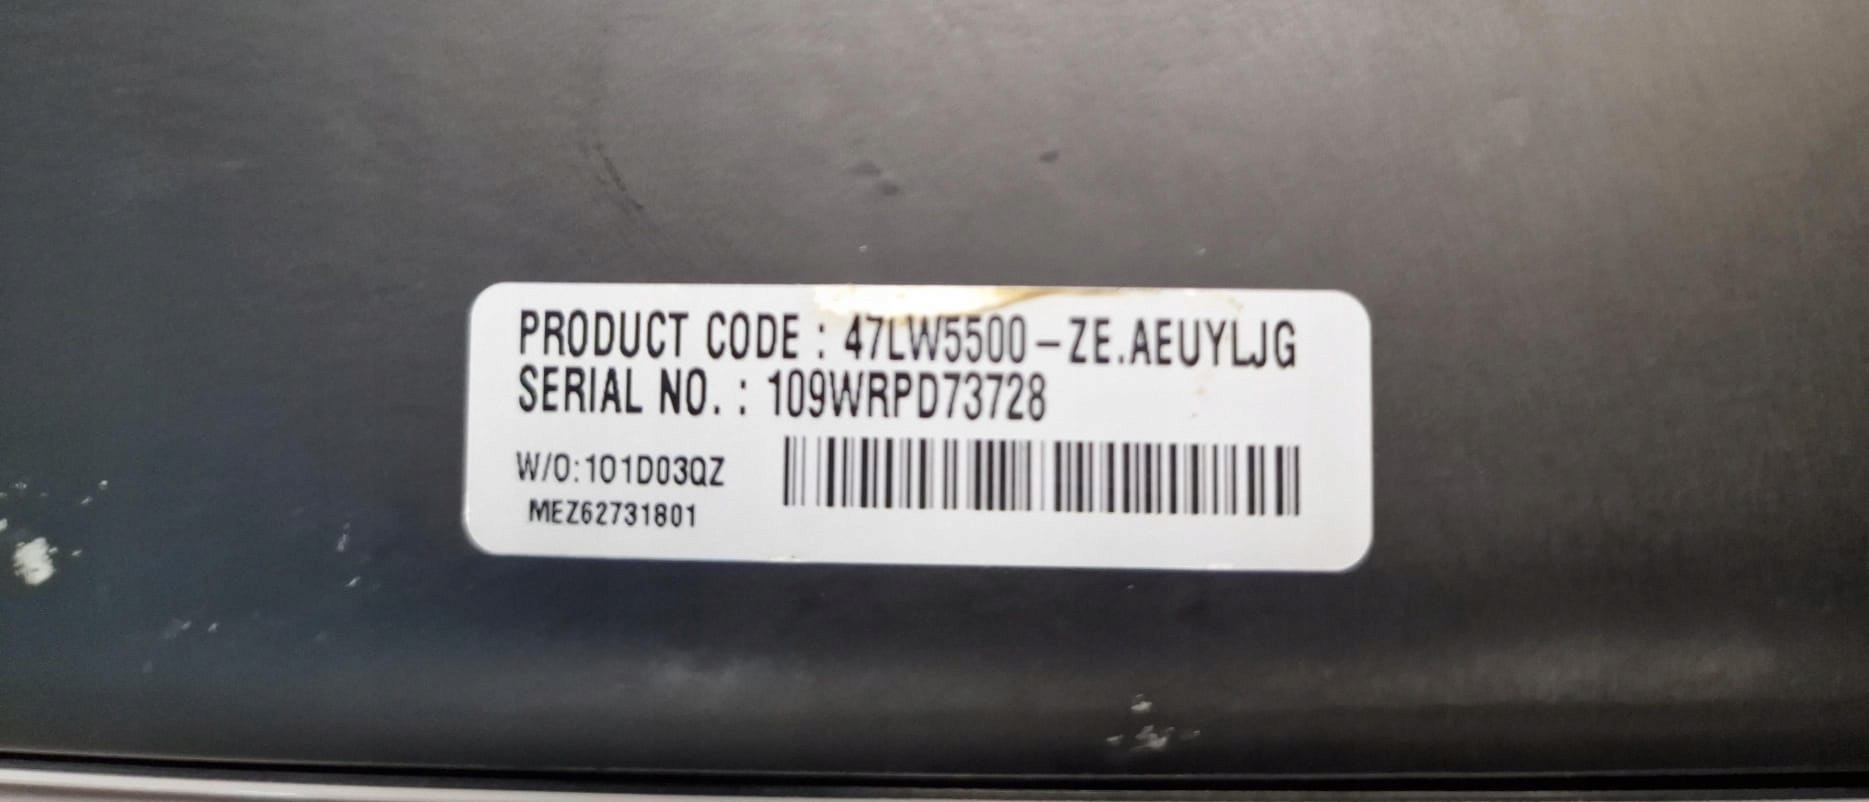 PRODUCT CODE : 47LW5500-ZE.AEUYLJG
SERIAL NO. : 109WRPD73728
W/O:101D03QZ
MEZ62731801